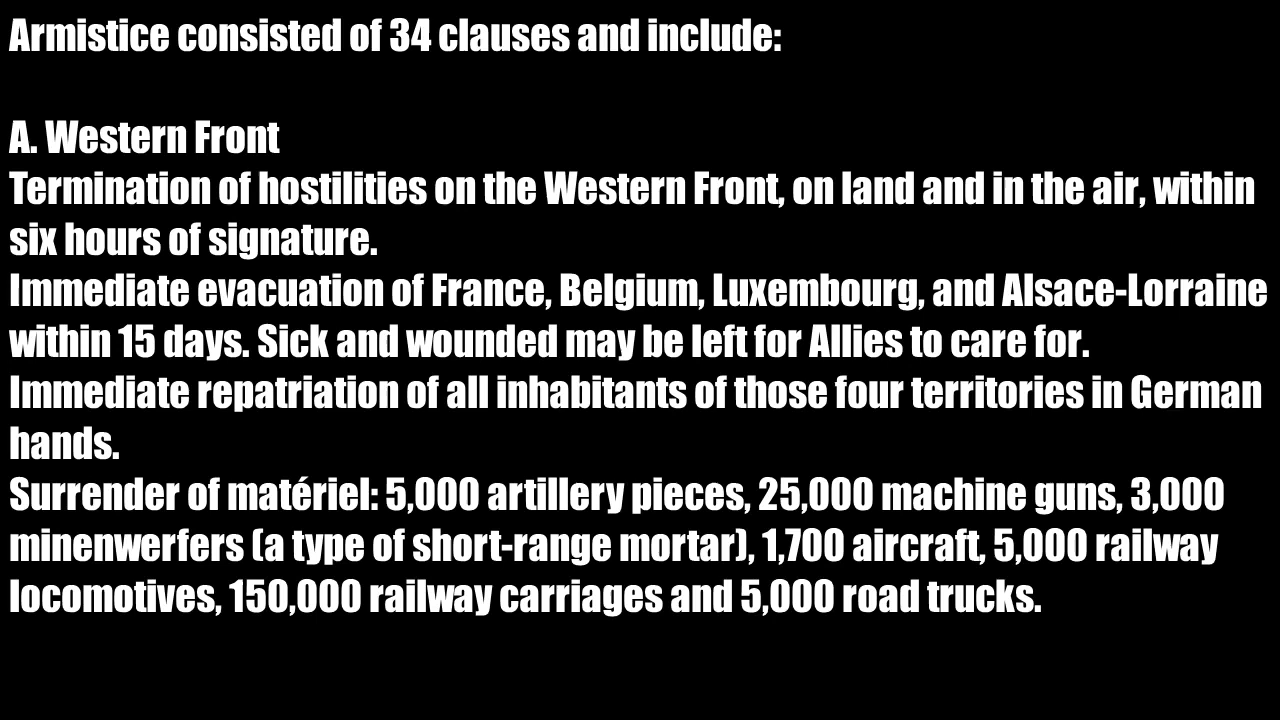 Armistice consisted of 34 clauses and include:
A. Western Front
Termination of hostilities on the Western Front, on land and in the air, within
six hours of signature.
Immediate evacuation of France, Belgium, Luxembourg, and Alsace-Lorraine
within 15 days. Sick and wounded may be left for Allies to care for.
Immediate repatriation of all inhabitants of those four territories in German
hands.
Surrender of matériel: 5,000 artillery pieces, 25,000 machine guns, 3,000
minenwerfers (a type of short-range mortar), 1,700 aircraft, 5,000 railway
locomotives, 150,000 railway carriages and 5,000 road trucks.